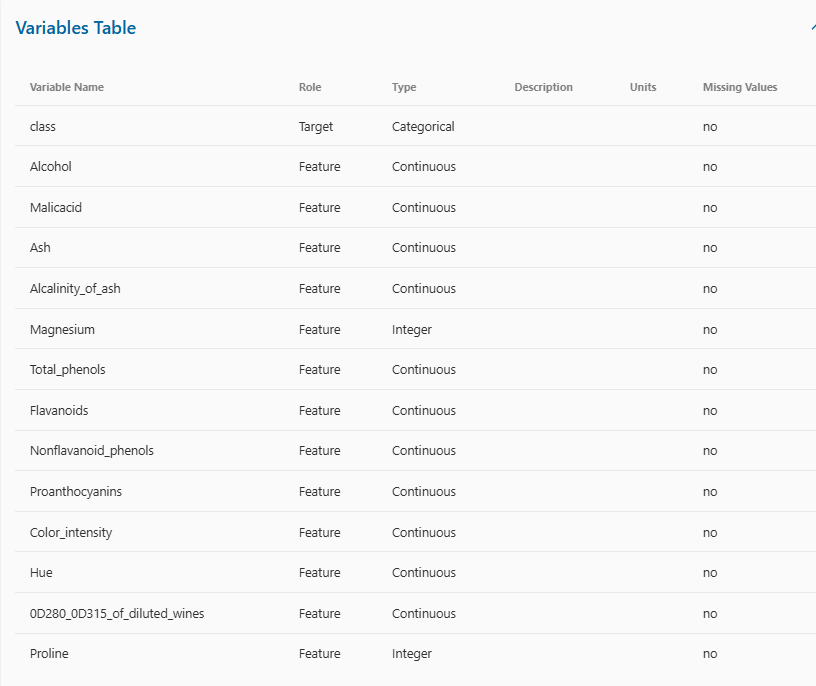 Variables Table
Variable Name Role Type Description Units Missing Values
class Target Categorical no
Alcohol Feature Continuous no
Malicacid Feature Continuous no
Ash Feature Continuous no
Alcalinity_of_ash Feature Continuous no
Magnesium Feature Integer no
Total_phenols Feature Continuous no
Flavanoids Feature Continuous no
Nonflavanoid_phenols Feature Continuous no
Proanthocyanins Feature Continuous no
Color_intensity Feature Continuous no
Hue Feature Continuous no
0D280_0D315_of_diluted_wines Feature Continuous no
Proline Feature Integer no